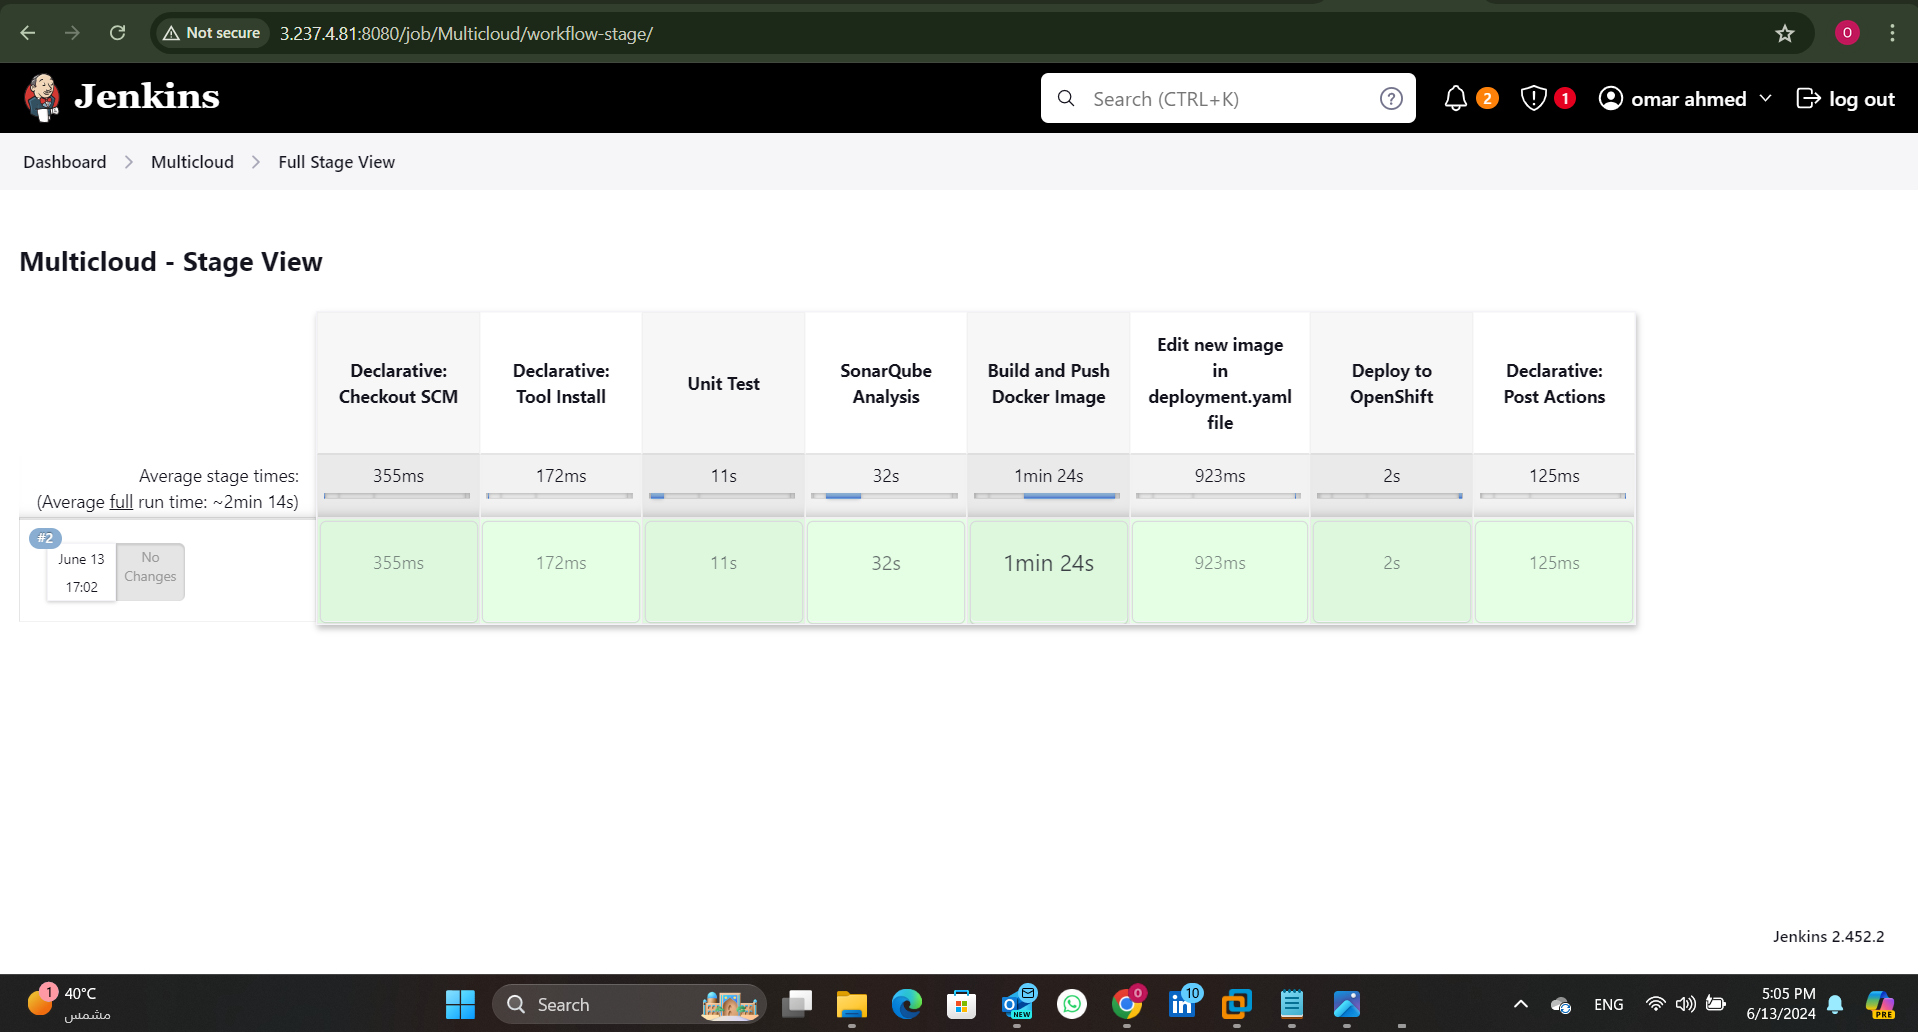 Not secure 3.237.4.81:8080/job/Multicloud/workflow-stage/
O
Jenkins
Search (CTRL+K)
?
2
1
omar ahmed
log out
Dashboard > Multicloud > Full Stage View
Multicloud - Stage View
Declarative:
Checkout SCM
Declarative:
Tool Install
Unit Test
SonarQube
Analysis
Build and Push
Docker Image
Edit new image
in
deployment.yaml
file
Deploy to
OpenShift
Declarative:
Post Actions
Average stage times:
(Average full run time: ~2min 14s)
355ms 172ms 11s 32s 1min 24s 923ms 2s 125ms
#2
June 13
17:02
No
Changes
355ms 172ms 11s 32s 1min 24s 923ms 2s 125ms
Jenkins 2.452.2
1
40°C
مشمس
Search
NEW
0
10
ENG
5:05 PM
6/13/2024
PRE